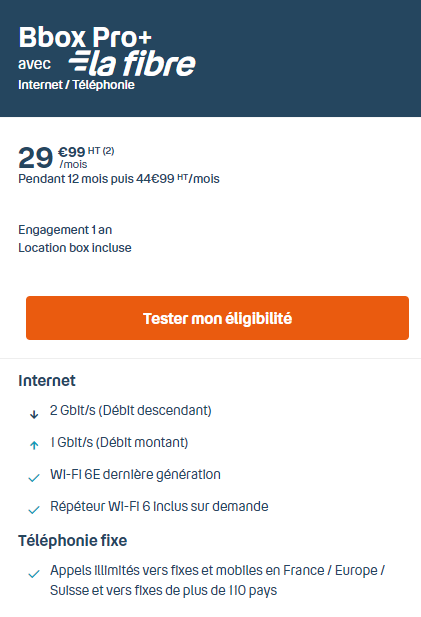 Bbox Pro+
avec la fibre
Internet / Téléphonie
29 €99 HT (2)
/mois
Pendant 12 mois puis 44€99 HT/mois
Engagement 1 an
Location box incluse
Tester mon éligibilité
Internet
2 Gbit/s (Débit descendant)
1 Gbit/s (Débit montant)
Wi-Fi 6E dernière génération
Répéteur Wi-Fi 6 inclus sur demande
Téléphonie fixe
Appels illimités vers fixes et mobiles en France / Europe /
Suisse et vers fixes de plus de 110 pays